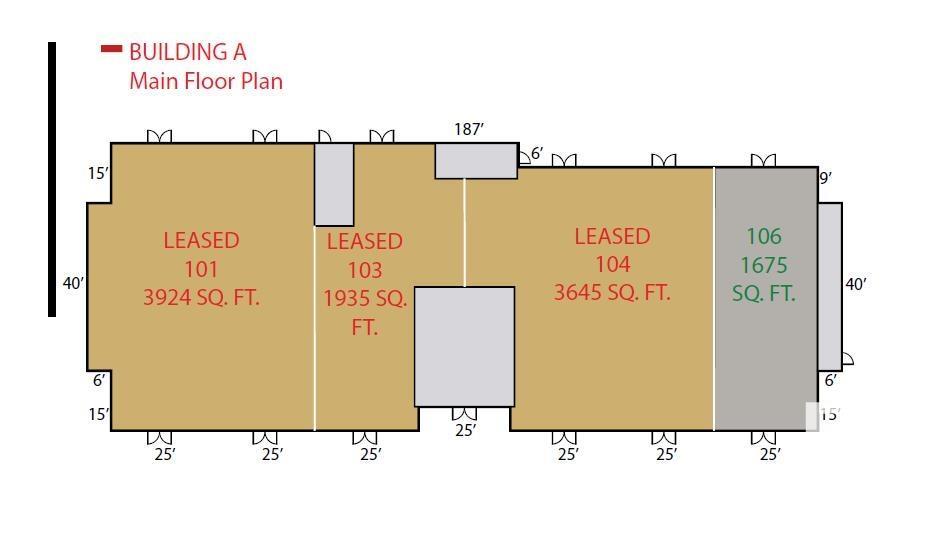 BUILDING A
Main Floor Plan
187’
15’
6’
9’
LEASED
101
3924 SQ. FT.
LEASED
103
1935 SQ.
FT.
LEASED
104
3645 SQ. FT.
106
1675
SQ. FT.
40’
40’
6’
6’
15’
15’
25’
25’
25’
25’
25’
25’
25’